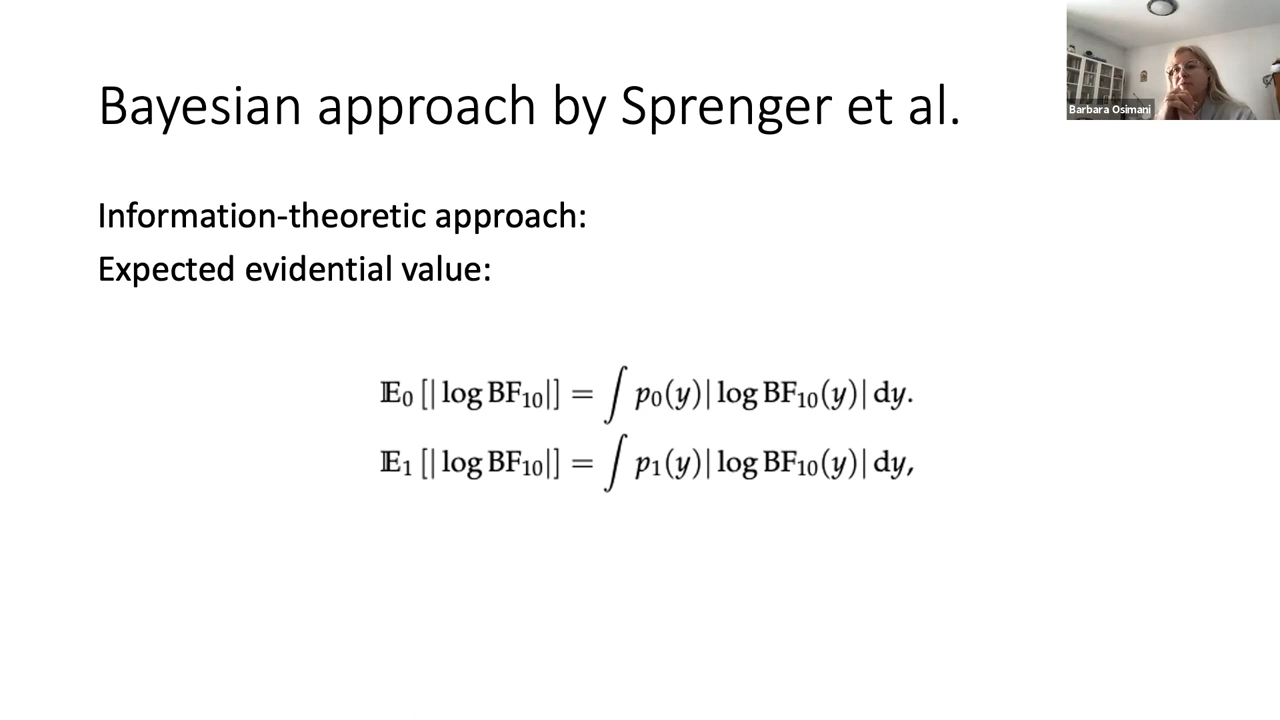 Bayesian approach by Sprenger et al.
Barbara Osimani
Information-theoretic approach:
Expected evidential value:
𝔼₀ [| log BF₁₀|] = ∫ p₀(y)| log BF₁₀(y)| dy.
𝔼₁ [| log BF₁₀|] = ∫ p₁(y)| log BF₁₀(y)| dy,